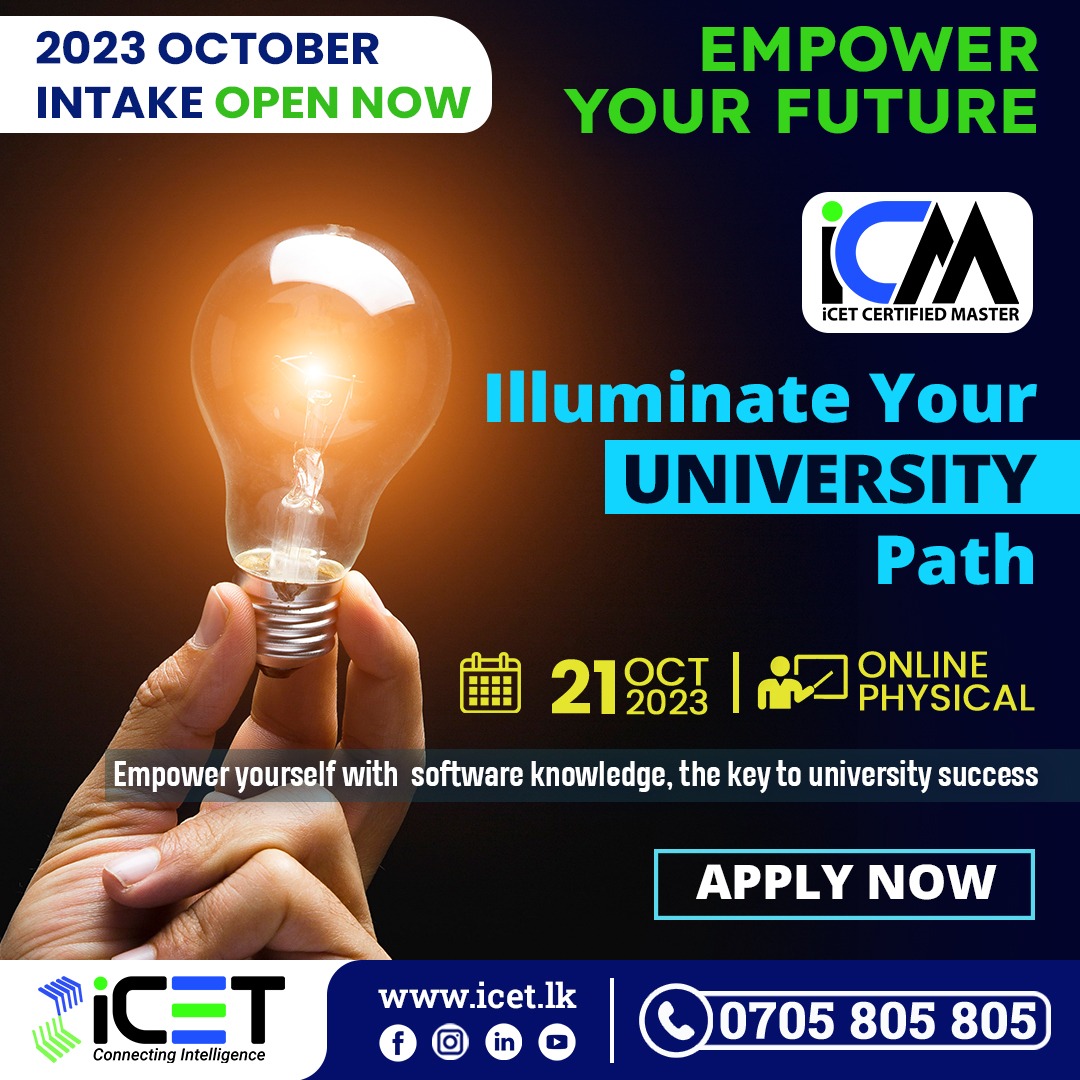 2023 OCTOBER
INTAKE OPEN NOW
EMPOWER
YOUR FUTURE
iCM
iCET CERTIFIED MASTER
Illuminate Your
UNIVERSITY
Path
21 OCT
2023
ONLINE
PHYSICAL
Empower yourself with software knowledge, the key to university success
APPLY NOW
iCET
Connecting Intelligence
www.icet.lk
0705 805 805